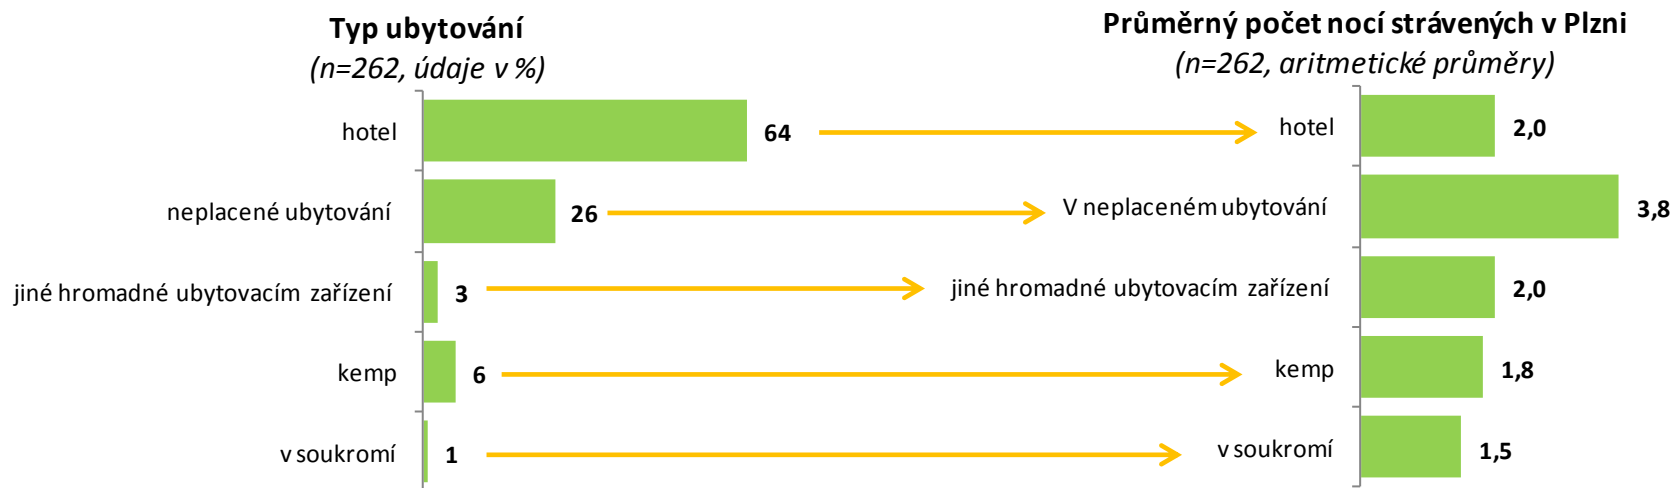 Typ ubytování
(n=262, údaje v %)
hotel
64
neplacené ubytování
26
jiné hromadné ubytovacím zařízení
3
kemp
6
v soukromí
1
Průměrný počet nocí strávených v Plzni
(n=262, aritmetické průměry)
hotel
2,0
V neplaceném ubytování
3,8
jiné hromadné ubytovacím zařízení
2,0
kemp
1,8
v soukromí
1,5